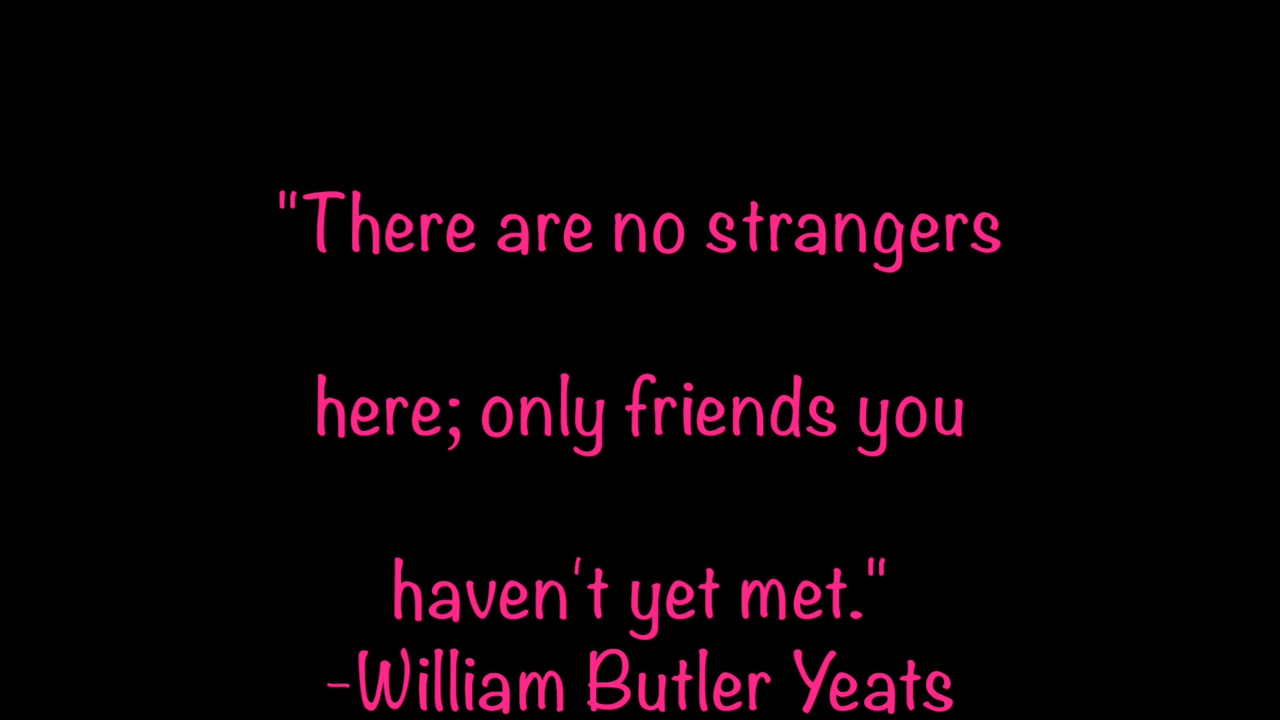 "There are no strangers
here; only friends you
haven't yet met."
-William Butler Yeats